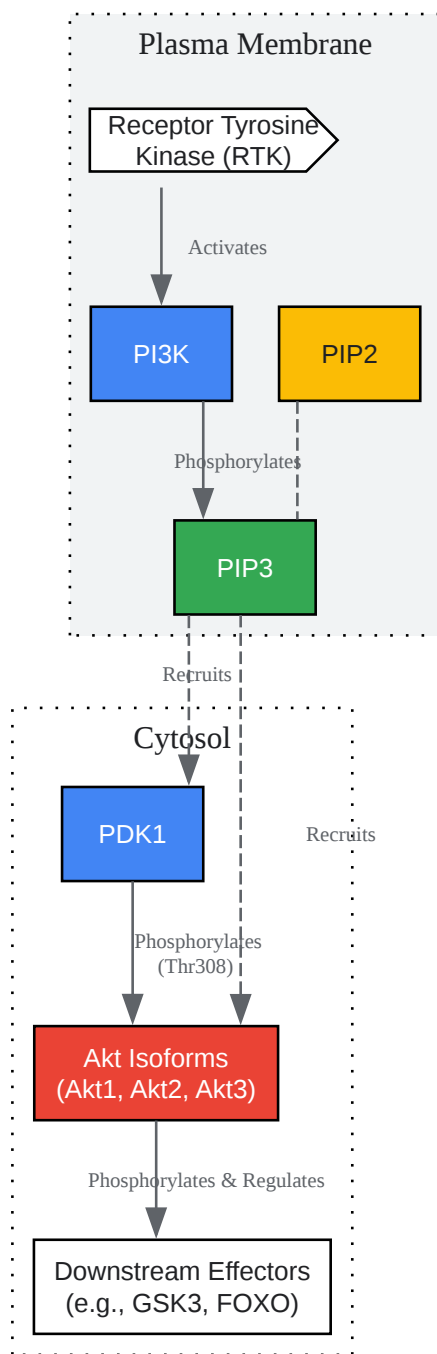 Plasma Membrane
Receptor Tyrosine
Kinase (RTK)
Activates
PI3K
PIP2
Phosphorylates
PIP3
Recruits
Cytosol
PDK1
Recruits
Phosphorylates
(Thr308)
Akt Isoforms
(Akt1, Akt2, Akt3)
Phosphorylates & Regulates
Downstream Effectors
(e.g., GSK3, FOXO)